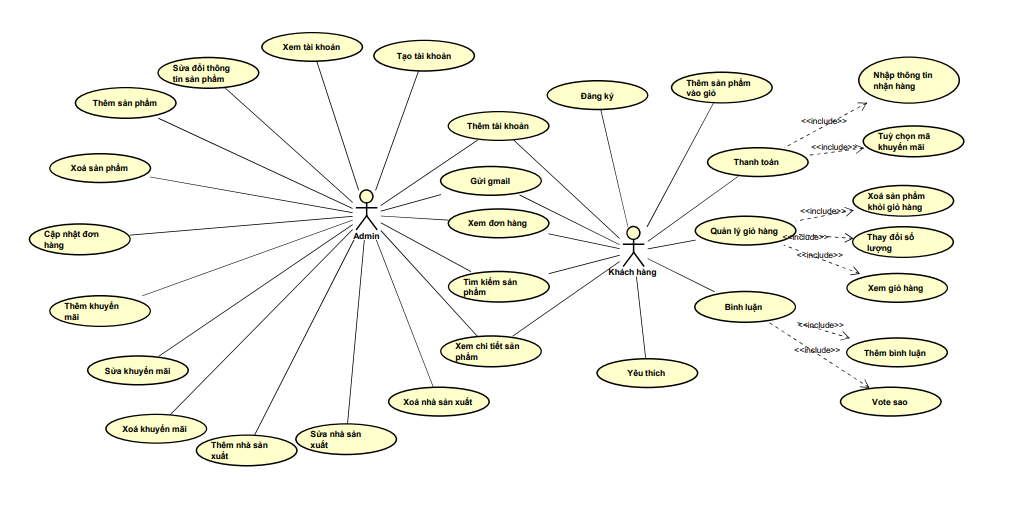 Xem tài khoản
Tạo tài khoản
Sửa đổi thông
tin sản phẩm
Thêm sản phẩm
Xoá sản phẩm
Cập nhật đơn
hàng
Thêm khuyến
mãi
Sửa khuyến mãi
Xoá khuyến mãi
Thêm nhà sản
xuất
Sửa nhà sản
xuất
Xoá nhà sản xuất
Admin
Thêm tài khoản
Gửi gmail
Xem đơn hàng
Tìm kiếm sản
phẩm
Xem chi tiết sản
phẩm
Đăng ký
Thêm sản phẩm
vào giỏ
Khách hàng
Thanh toán
Quản lý giỏ hàng
Bình luận
Yêu thích
<<include>>
<<include>>
<<include>>
<<include>>
<<include>>
<<include>>
<<include>>
Nhập thông tin
nhận hàng
Tuỳ chọn mã
khuyến mãi
Xoá sản phẩm
khỏi giỏ hàng
Thay đổi số
lượng
Xem giỏ hàng
Thêm bình luận
Vote sao